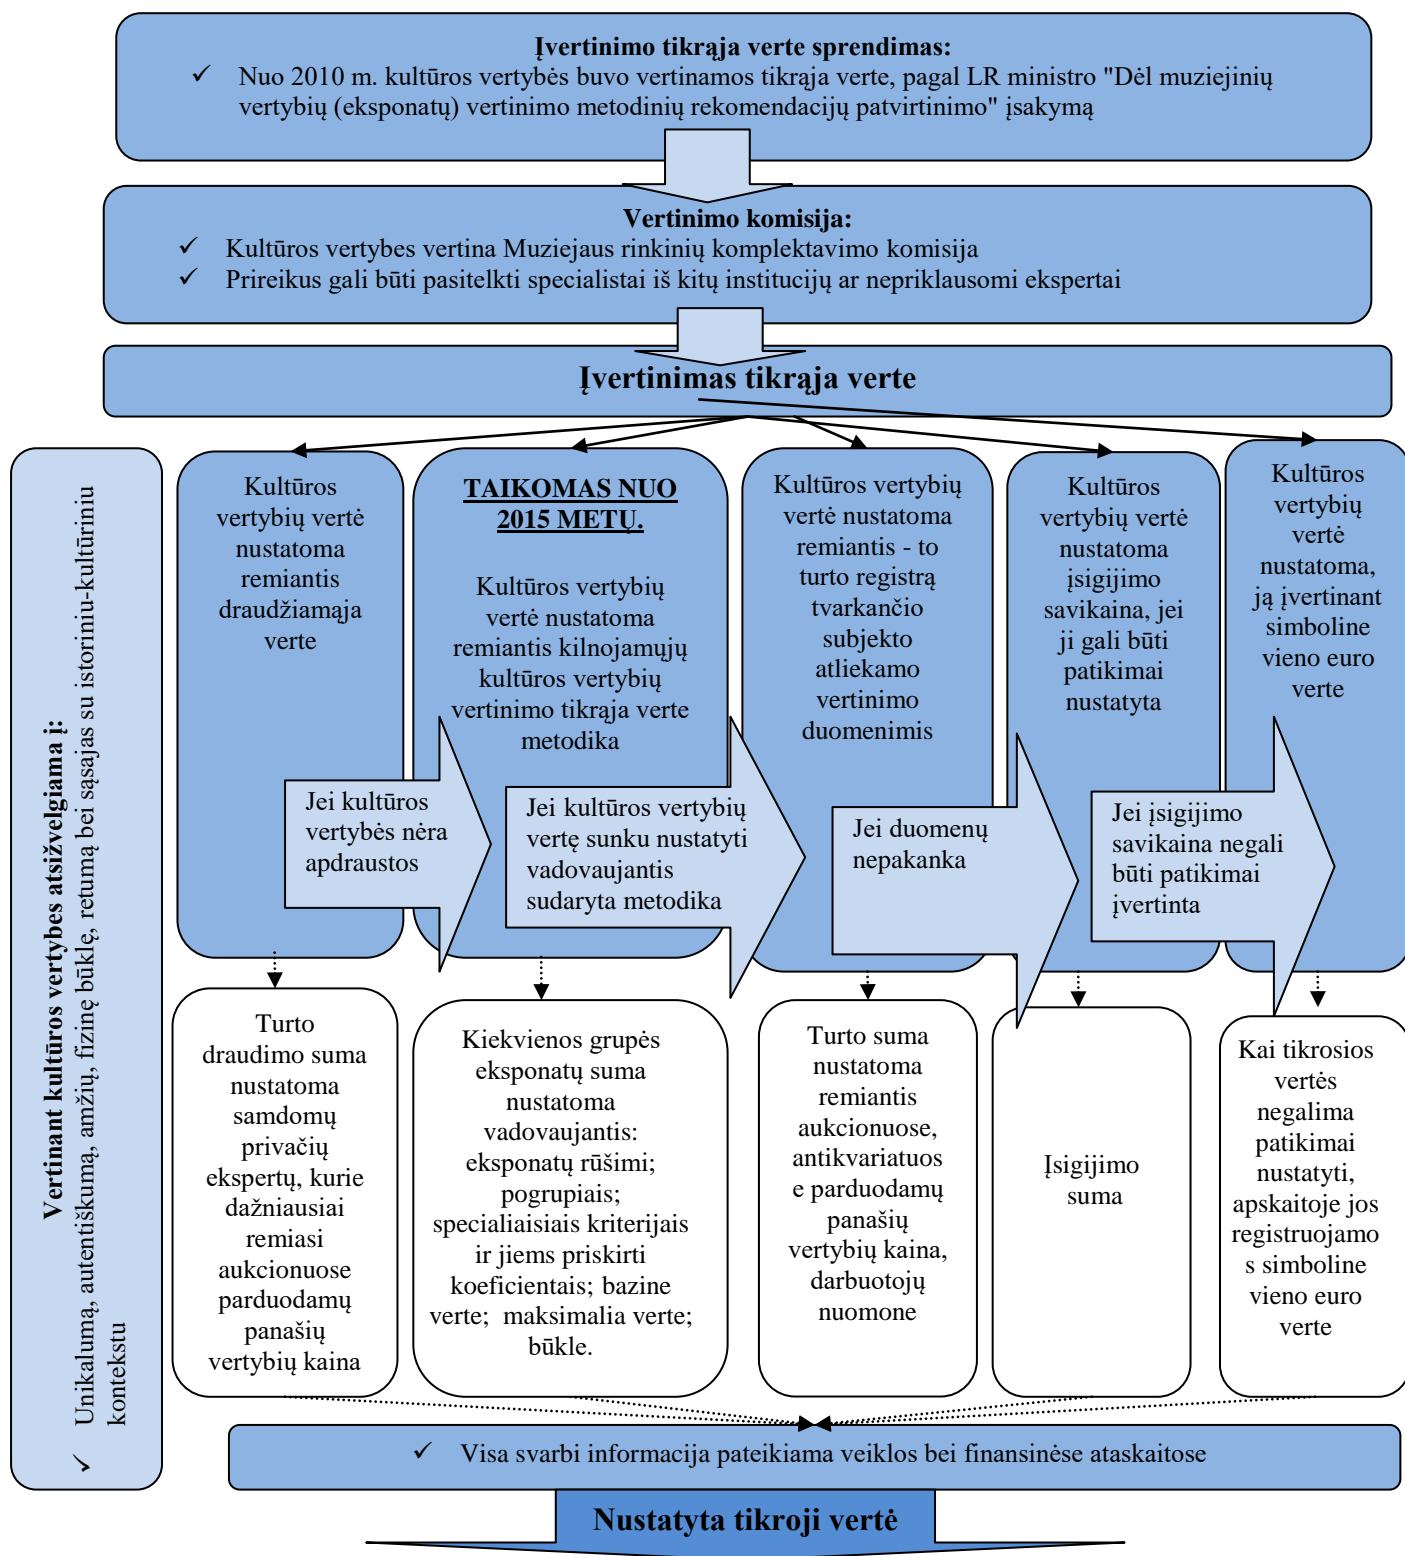 Įvertinimo tikrąja verte sprendimas:
✓ Nuo 2010 m. kultūros vertybės buvo vertinamos tikrąja verte, pagal LR ministro "Dėl muziejinių
vertybių (eksponatų) vertinimo metodinių rekomendacijų patvirtinimo" įsakymą
Vertinimo komisija:
✓ Kultūros vertybes vertina Muziejaus rinkinių komplektavimo komisija
✓ Prireikus gali būti pasitelkti specialistai iš kitų institucijų ar nepriklausomi ekspertai
Įvertinimas tikrąja verte
Vertinant kultūros vertybes atsižvelgiama į:
✓ Unikalumą, autentiškumą, amžių, fizinę būklę, retumą bei sąsajas su istoriniu-kultūriniu
kontekstu
Kultūros
vertybių vertė
nustatoma
remiantis
draudžiamąja
verte
TAIKOMAS NUO
2015 METŲ.
Kultūros vertybių
vertė nustatoma
remiantis kilnojamųjų
kultūros vertybių
vertinimo tikrąja verte
metodika
Kultūros vertybių
vertė nustatoma
remiantis - to
turto registrą
tvarkančio
subjekto
atliekamo
vertinimo
duomenimis
Kultūros
vertybių vertė
nustatoma
įsigijimo
savikaina, jei
ji gali būti
patikimai
nustatyta
Kultūros
vertybių
vertė
nustatoma,
ją įvertinant
simboline
vieno euro
verte
Jei kultūros
vertybės nėra
apdraustos
Jei kultūros vertybių
vertę sunku nustatyti
vadovaujantis
sudaryta metodika
Jei duomenų
nepakanka
Jei įsigijimo
savikaina negali
būti patikimai
įvertinta
Turto
draudimo suma
nustatoma
samdomų
privačių
ekspertų, kurie
dažniausiai
remiasi
aukcionuose
parduodamų
panašių
vertybių kaina
Kiekvienos grupės
eksponatų suma
nustatoma
vadovaujantis:
eksponatų rūšimi;
pogrupiais;
specialiaisiais kriterijais
ir jiems priskirti
koeficientais; bazine
verte; maksimalia verte;
būkle.
Turto suma
nustatoma
remiantis
aukcionuose,
antikvariatuos
e parduodamų
panašių
vertybių kaina,
darbuotojų
nuomone
Įsigijimo
suma
Kai tikrosios
vertės
negalima
patikimai
nustatyti,
apskaitoje jos
registruojamo
s simboline
vieno euro
verte
✓ Visa svarbi informacija pateikiama veiklos bei finansinėse ataskaitose
Nustatyta tikroji vertė